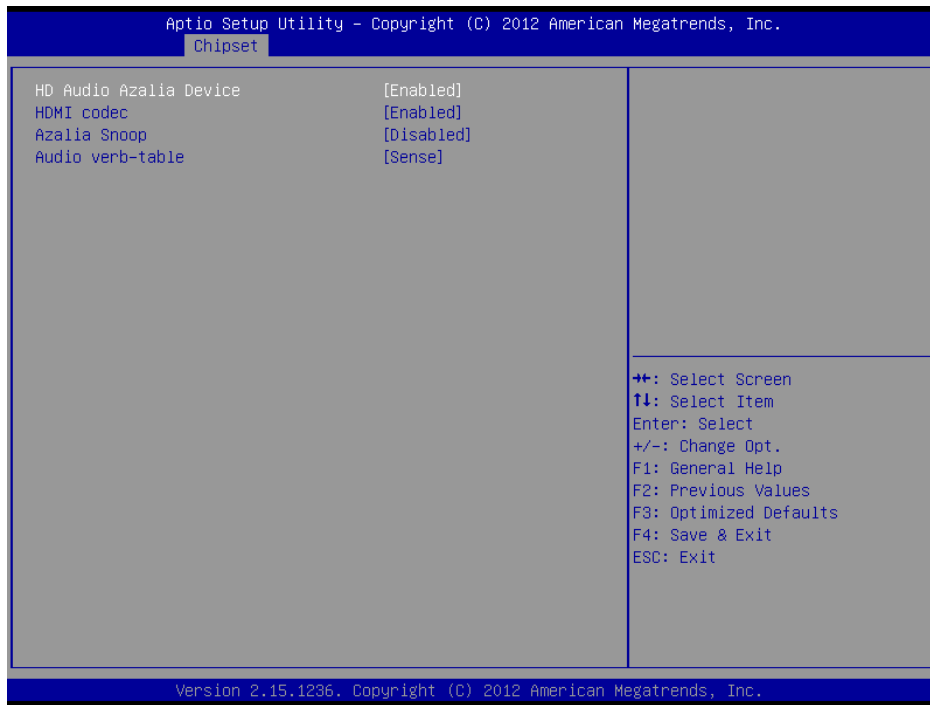 Aptio Setup Utility – Copyright (C) 2012 American Megatrends, Inc.
Chipset
HD Audio Azalia Device [Enabled]
HDMI codec [Enabled]
Azalia Snoop [Disabled]
Audio verb-table [Sense]
→←: Select Screen
↑↓: Select Item
Enter: Select
+/-: Change Opt.
F1: General Help
F2: Previous Values
F3: Optimized Defaults
F4: Save & Exit
ESC: Exit
Version 2.15.1236. Copyright (C) 2012 American Megatrends, Inc.